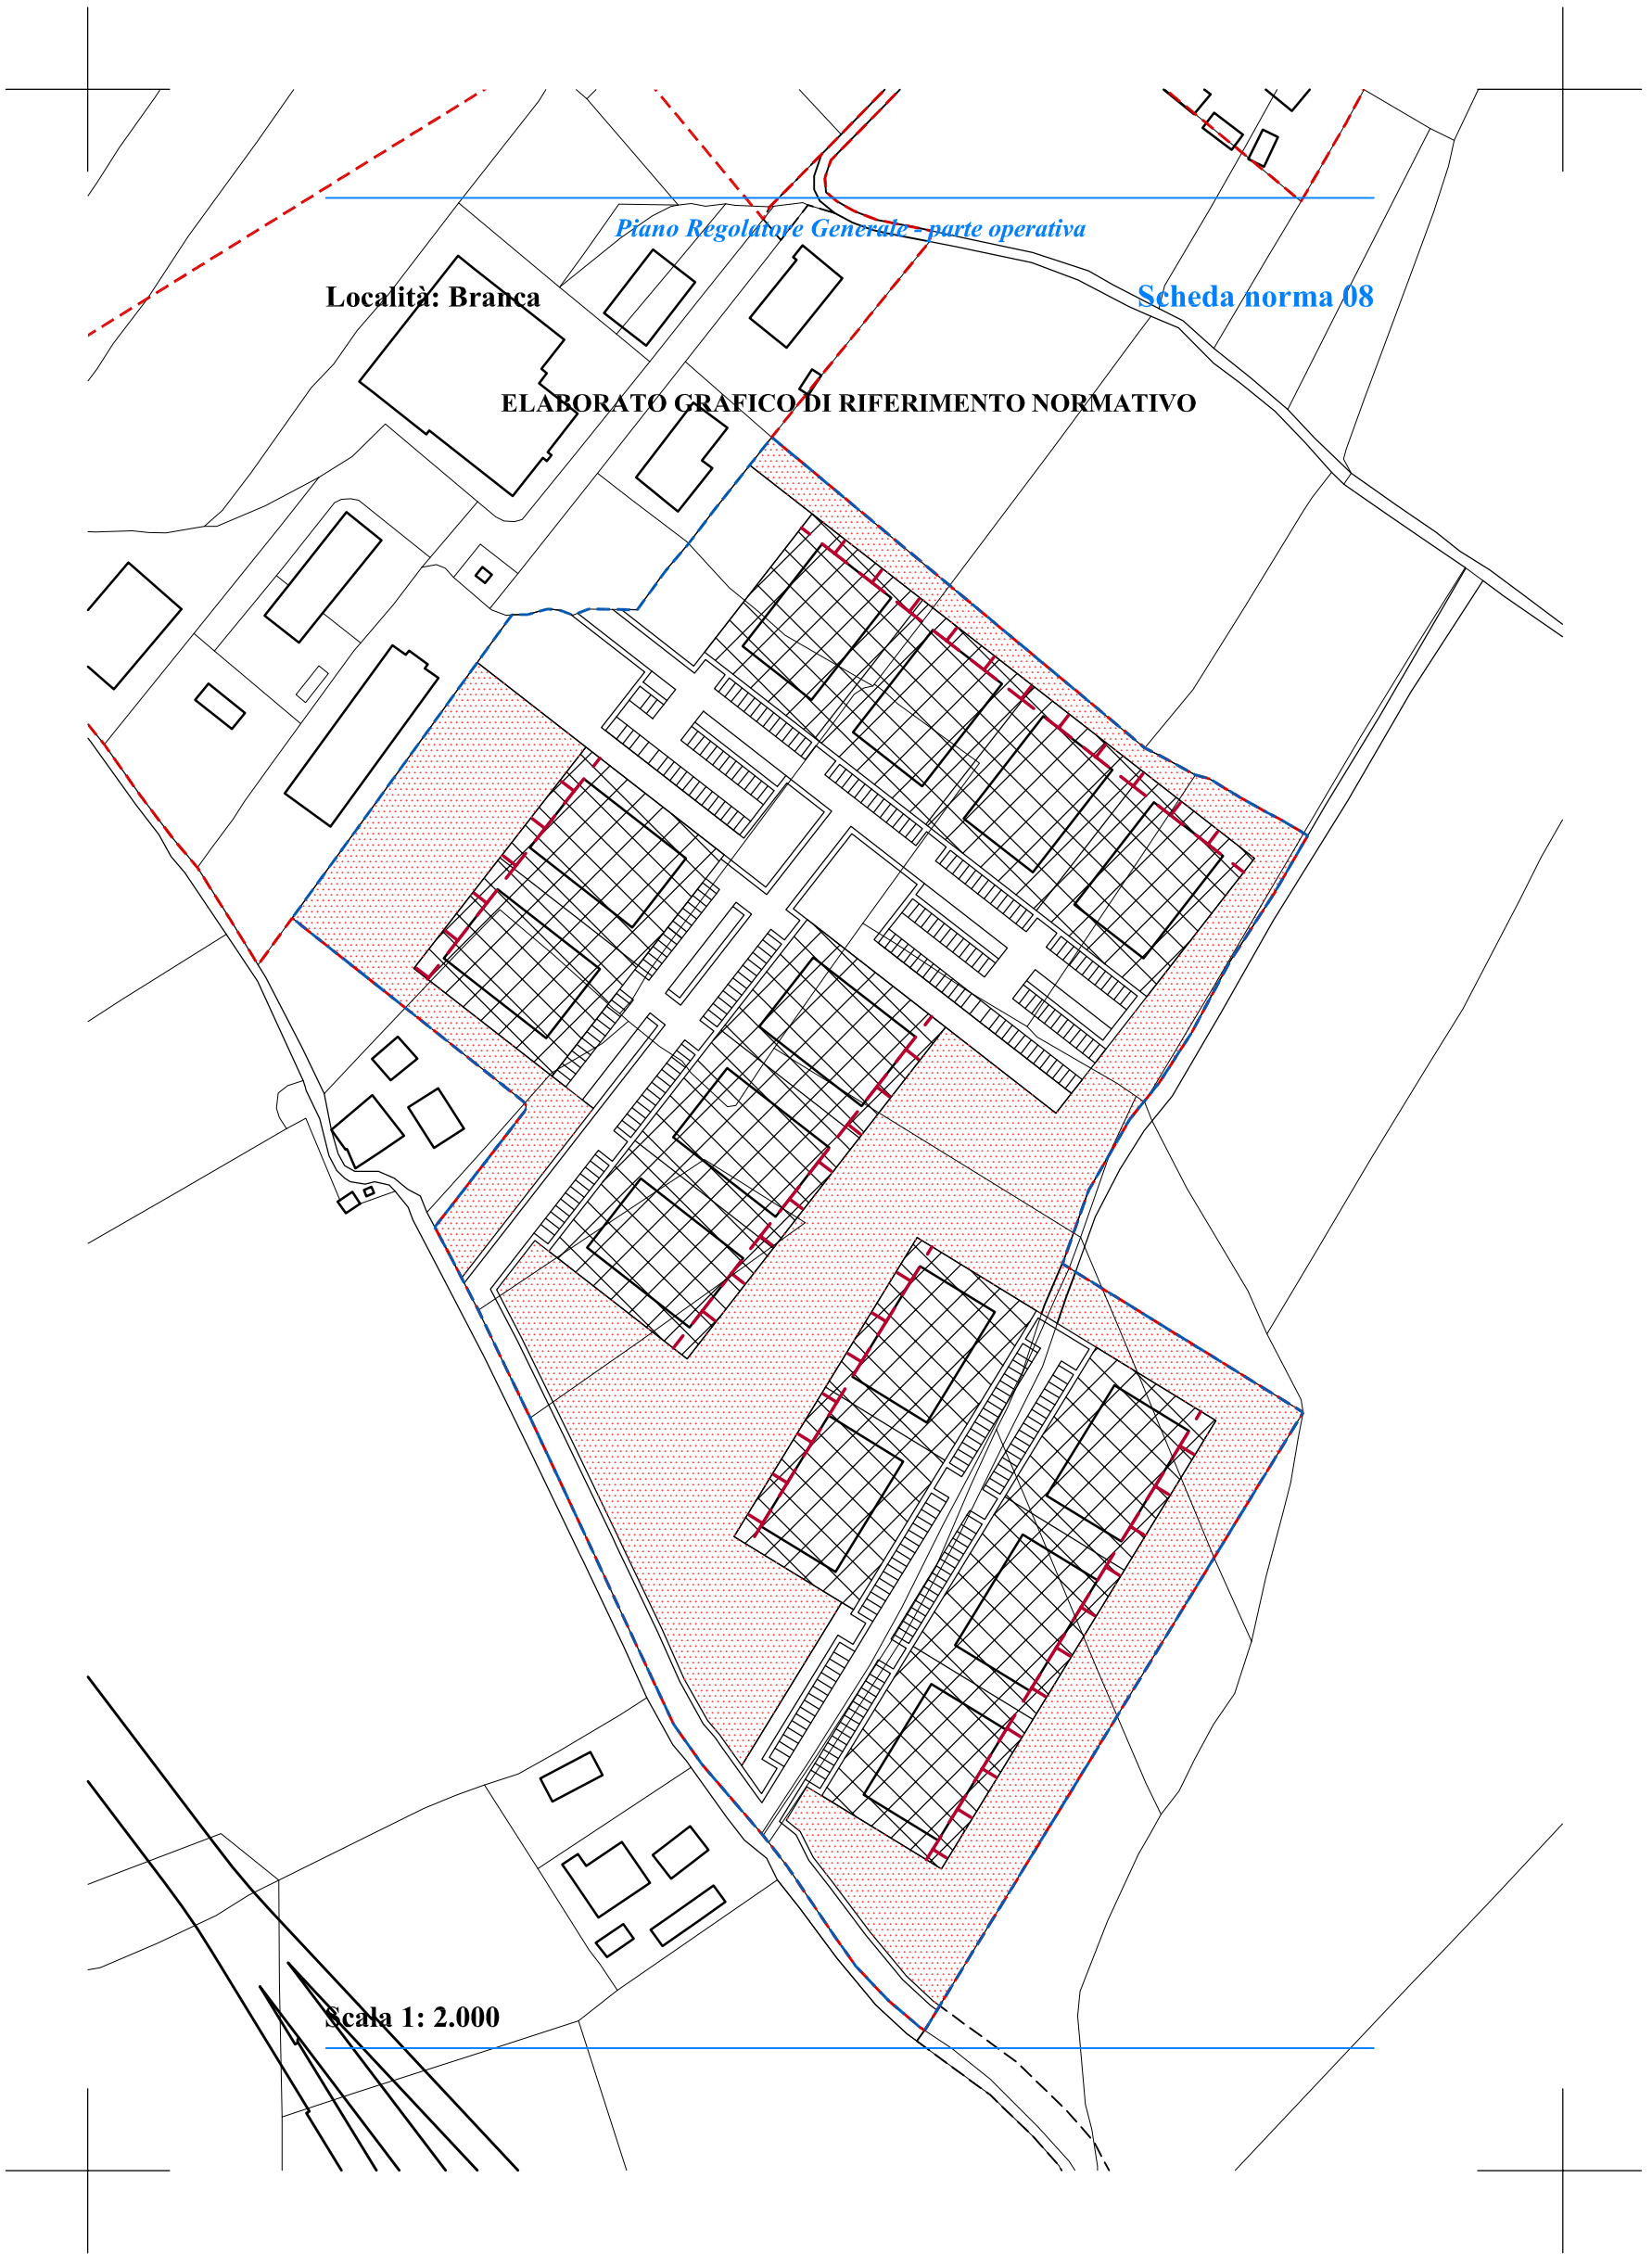 Piano Regolatore Generale - parte operativa
Località: Branca
Scheda norma 08
ELABORATO GRAFICO DI RIFERIMENTO NORMATIVO
Scala 1: 2.000